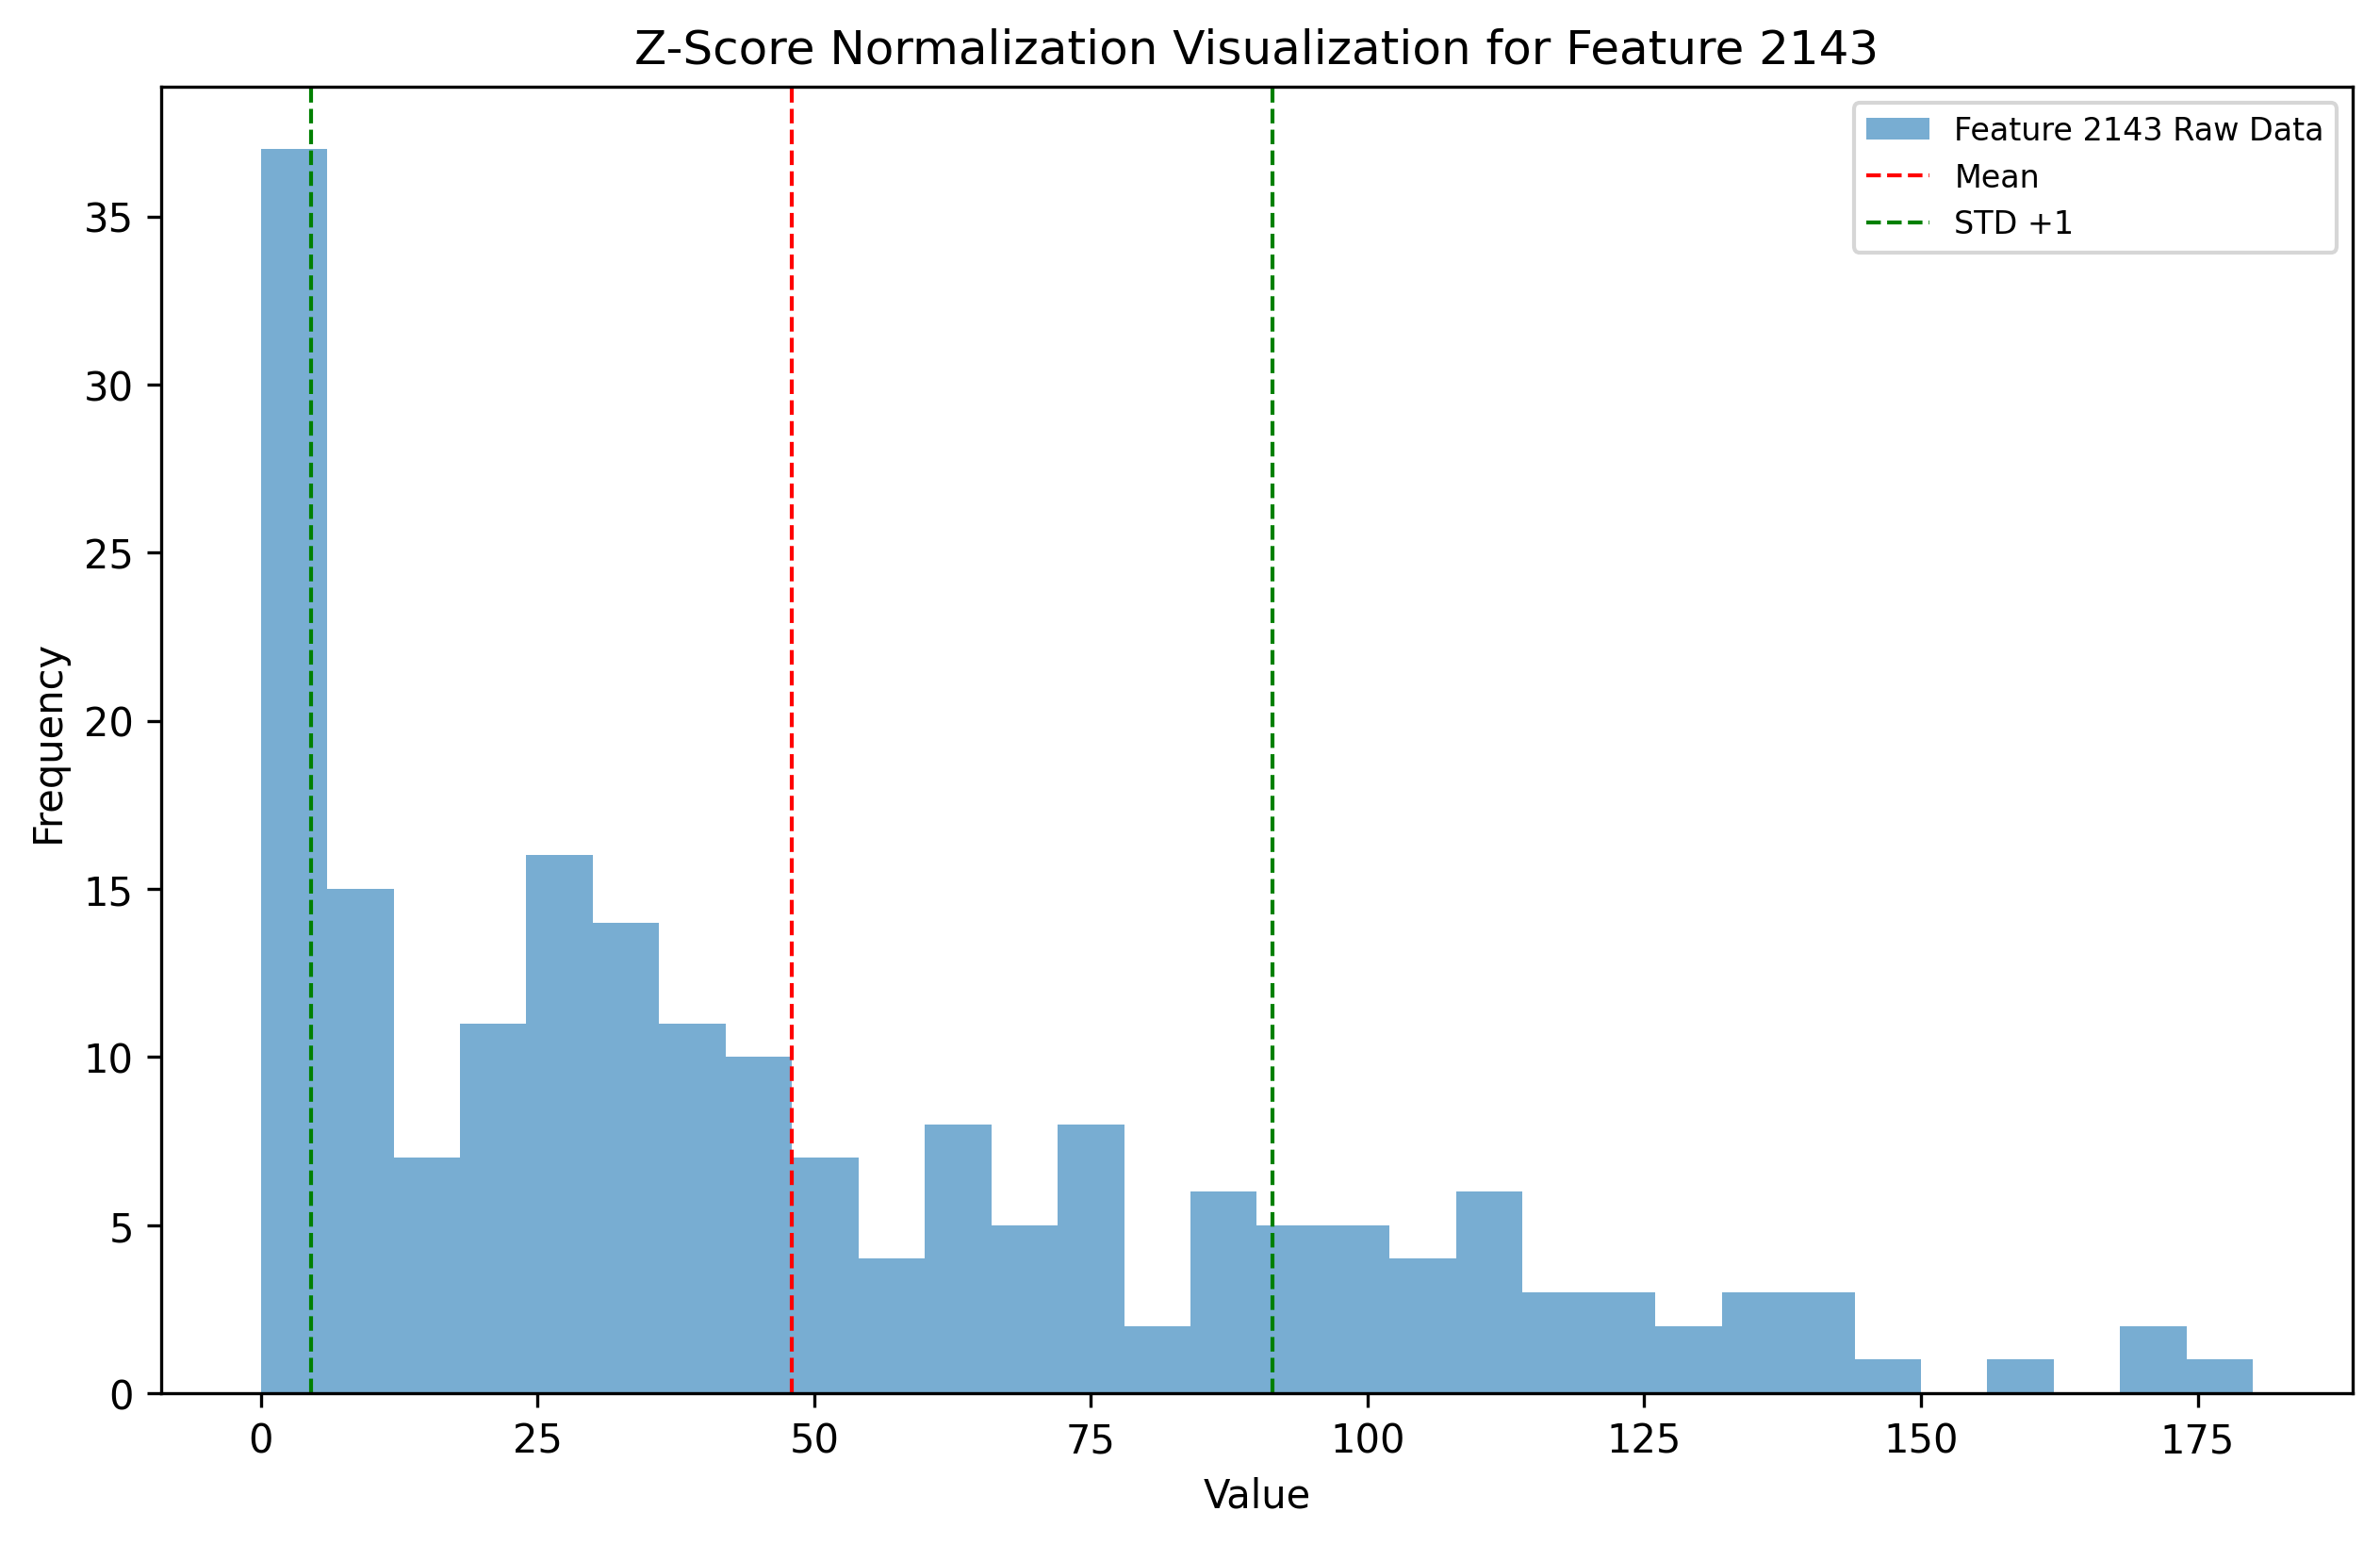 Z-Score Normalization Visualization for Feature 2143
Feature 2143 Raw Data
Mean
STD +1
Frequency
35
30
25
20
15
10
5
0
0 25 50 75 100 125 150 175
Value